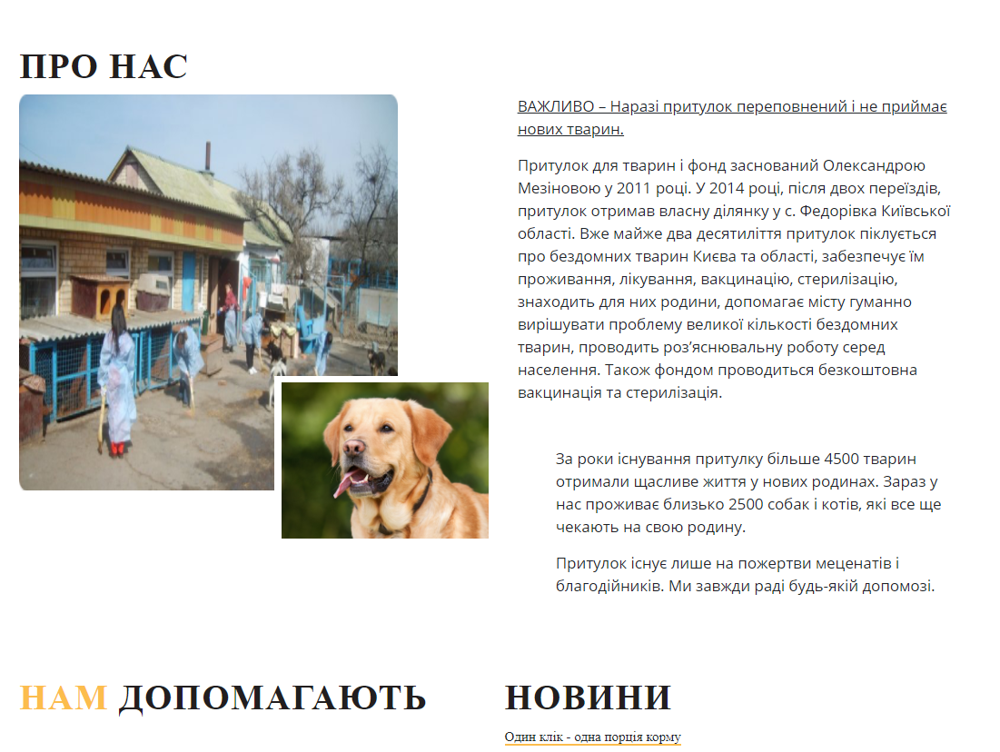 ПРО НАС
ВАЖЛИВО – Наразі притулок переповнений і не приймає
нових тварин.
Притулок для тварин і фонд заснований Олександрою
Мезіновою у 2011 році. У 2014 році, після двох переїздів,
притулок отримав власну ділянку у с. Федорівка Київської
області. Вже майже два десятиліття притулок піклується
про бездомних тварин Києва та області, забезпечує їм
проживання, лікування, вакцинацію, стерилізацію,
знаходить для них родини, допомагає місту гуманно
вирішувати проблему великої кількості бездомних
тварин, проводить роз’яснювальну роботу серед
населення. Також фондом проводиться безкоштовна
вакцинація та стерилізація.
За роки існування притулку більше 4500 тварин
отримали щасливе життя у нових родинах. Зараз у
нас проживає близько 2500 собак і котів, які все ще
чекають на свою родину.
Притулок існує лише на пожертви меценатів і
благодійників. Ми завжди раді будь-якій допомозі.
НАМ ДОПОМАГАЮТЬ
НОВИНИ
Один клік - одна порція корму